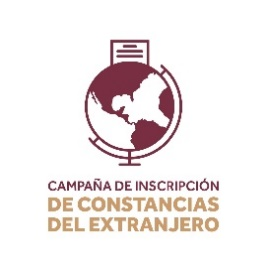 CAMPAÑA DE INSCRIPCIÓN
DE CONSTANCIAS
DEL EXTRANJERO